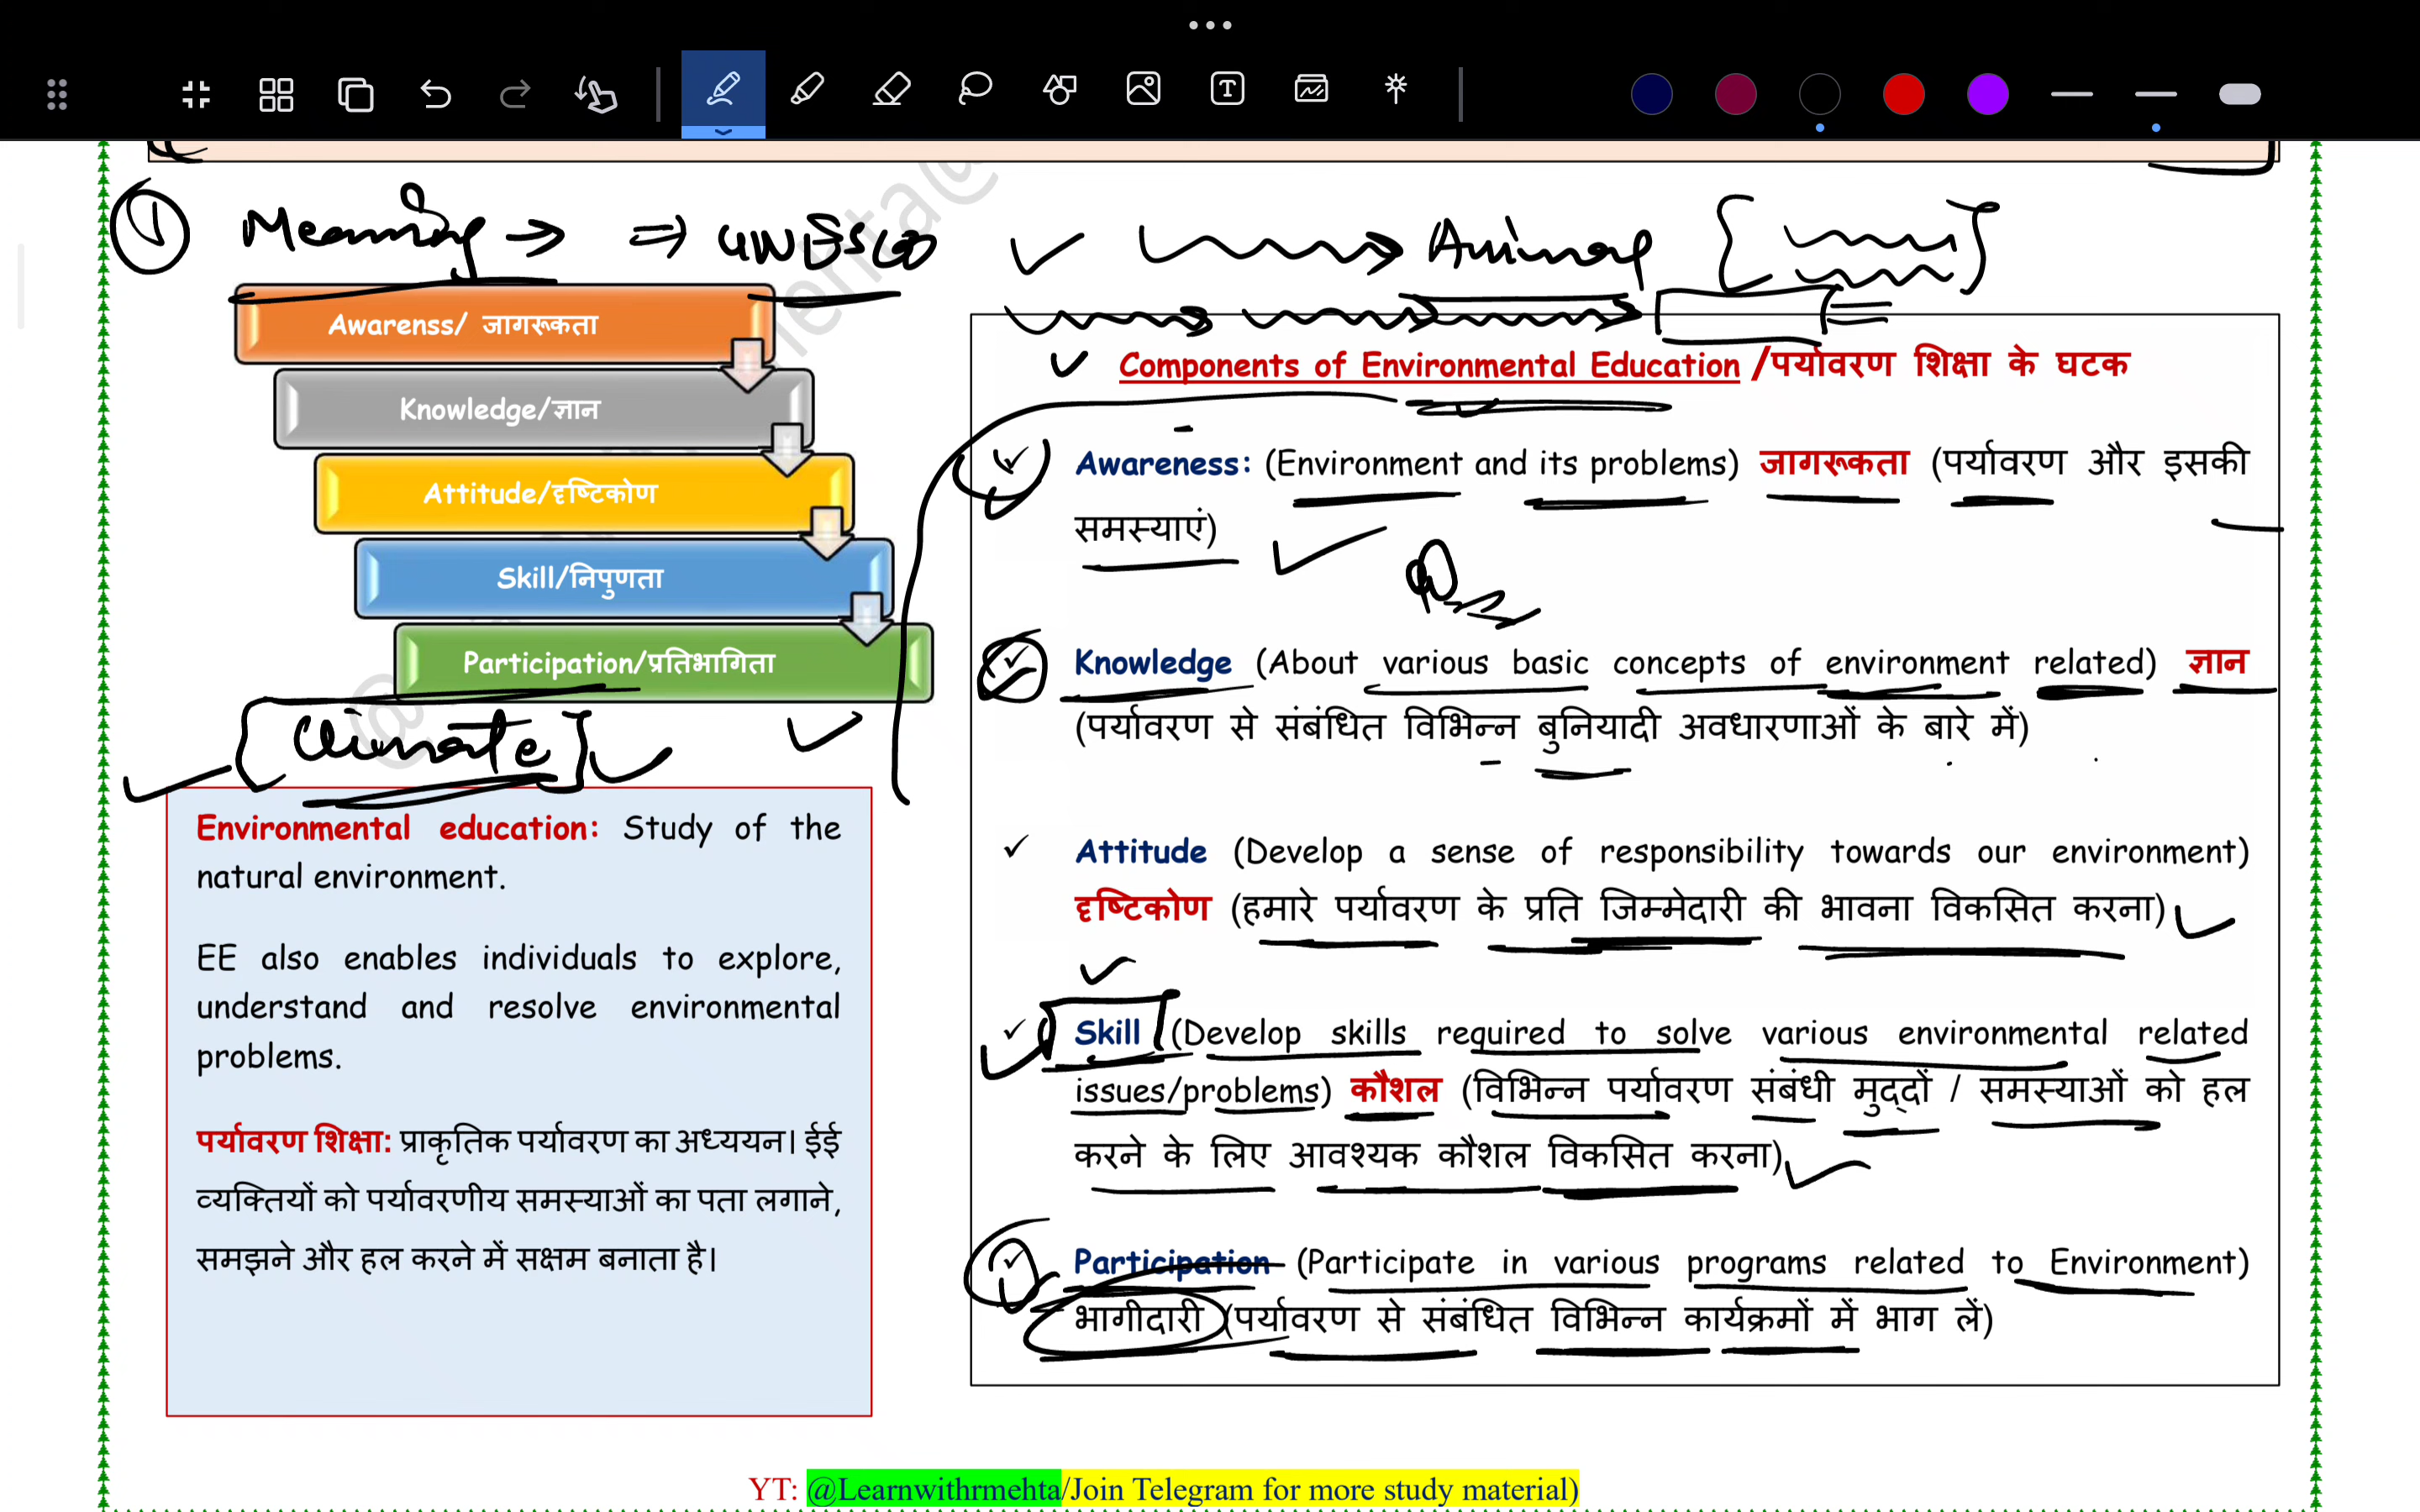 ① Meaning → ⇒ UNESCO
Animal
Awarenss/ जागरूकता
Knowledge/ज्ञान
Attitude/दृष्टिकोण
Skill/निपुणता
Participation/प्रतिभागिता
[Climate]
Environmental education: Study of the
natural environment.
EE also enables individuals to explore,
understand and resolve environmental
problems.
पर्यावरण शिक्षा: प्राकृतिक पर्यावरण का अध्ययन। ईई
व्यक्तियों को पर्यावरणीय समस्याओं का पता लगाने,
समझने और हल करने में सक्षम बनाता है।
Components of Environmental Education /पर्यावरण शिक्षा के घटक
Awareness: (Environment and its problems) जागरूकता (पर्यावरण और इसकी
समस्याएं)
Knowledge (About various basic concepts of environment related) ज्ञान
(पर्यावरण से संबंधित विभिन्न बुनियादी अवधारणाओं के बारे में)
Attitude (Develop a sense of responsibility towards our environment)
दृष्टिकोण (हमारे पर्यावरण के प्रति जिम्मेदारी की भावना विकसित करना)
Skill (Develop skills required to solve various environmental related
issues/problems) कौशल (विभिन्न पर्यावरण संबंधी मुद्दों / समस्याओं को हल
करने के लिए आवश्यक कौशल विकसित करना)
Participation (Participate in various programs related to Environment)
भागीदारी (पर्यावरण से संबंधित विभिन्न कार्यक्रमों में भाग लें)
YT: @Learnwithrmehta/Join Telegram for more study material)